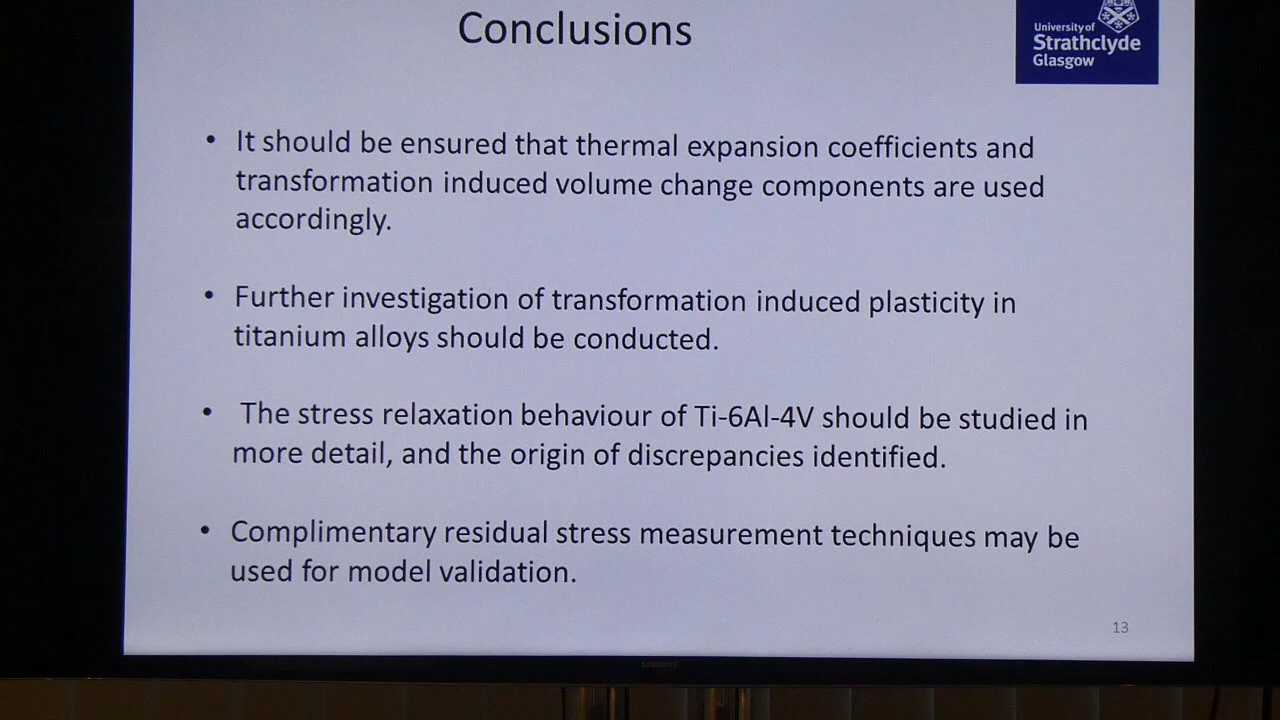 Conclusions
University of
Strathclyde
Glasgow
• It should be ensured that thermal expansion coefficients and
transformation induced volume change components are used
accordingly.
• Further investigation of transformation induced plasticity in
titanium alloys should be conducted.
• The stress relaxation behaviour of Ti-6Al-4V should be studied in
more detail, and the origin of discrepancies identified.
• Complimentary residual stress measurement techniques may be
used for model validation.
13
SAMSUNG